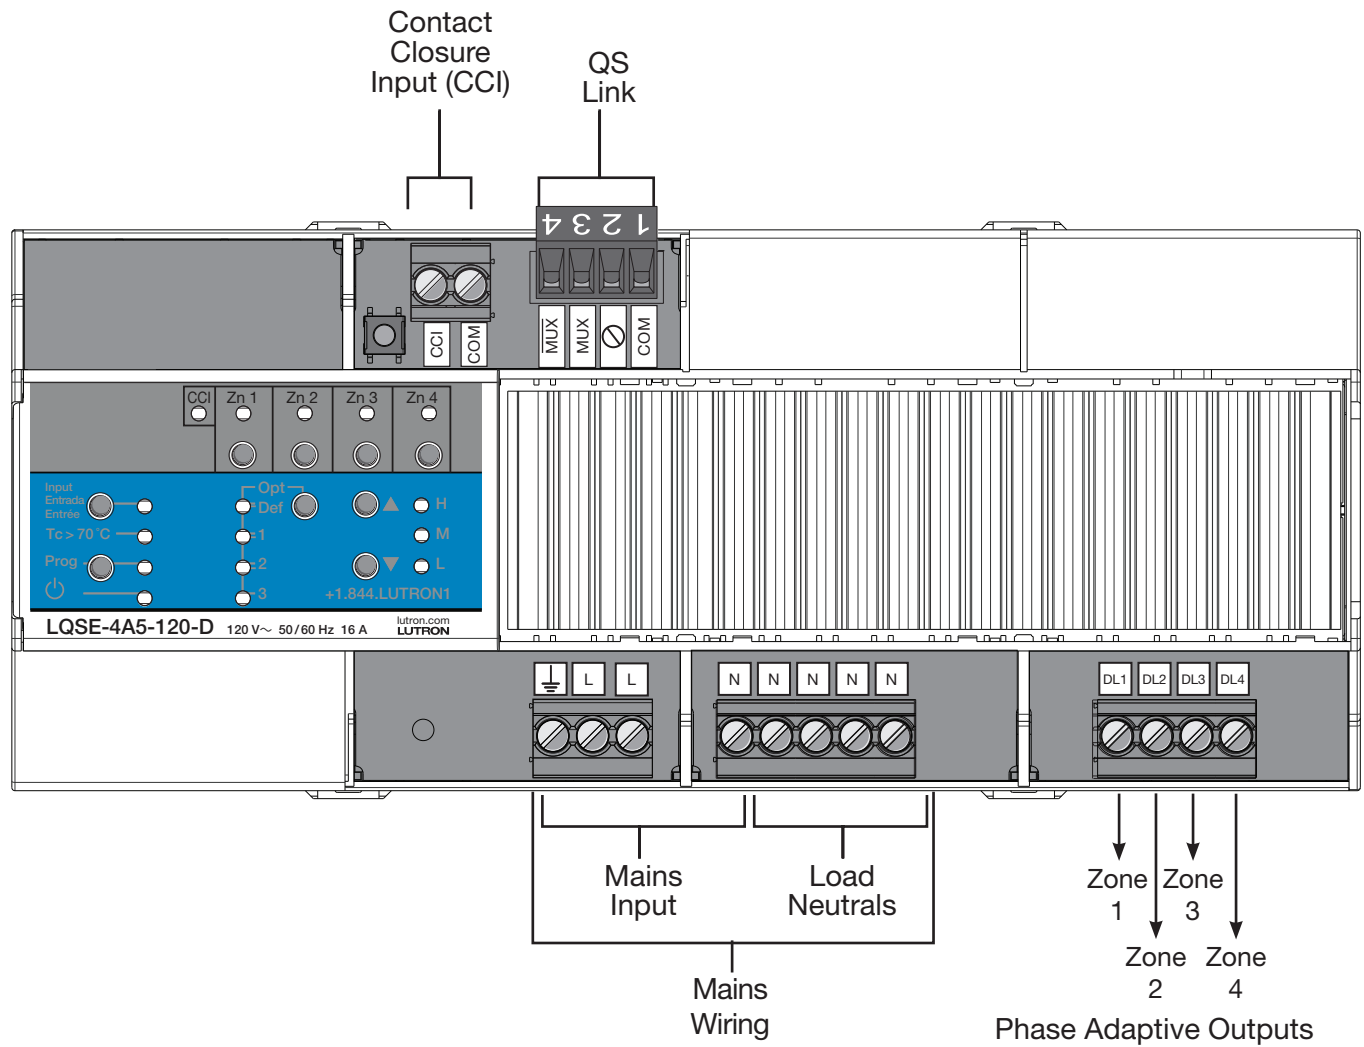 Contact
Closure
Input (CCI)
QS
Link
4 3 2 1
CCI
COM
MUX
MUX
COM
CCI
Zn 1
Zn 2
Zn 3
Zn 4
Input
Entrada
Entrée
Tc > 70 °C
Prog
Opt
Def
1
2
3
H
M
L
+1.844.LUTRON1
LQSE-4A5-120-D 120 V~ 50/60 Hz 16 A
lutron.com
LUTRON
L L
N N N N N
DL1 DL2 DL3 DL4
Mains
Input
Load
Neutrals
Mains
Wiring
Zone
1
Zone
3
Zone
2
Zone
4
Phase Adaptive Outputs